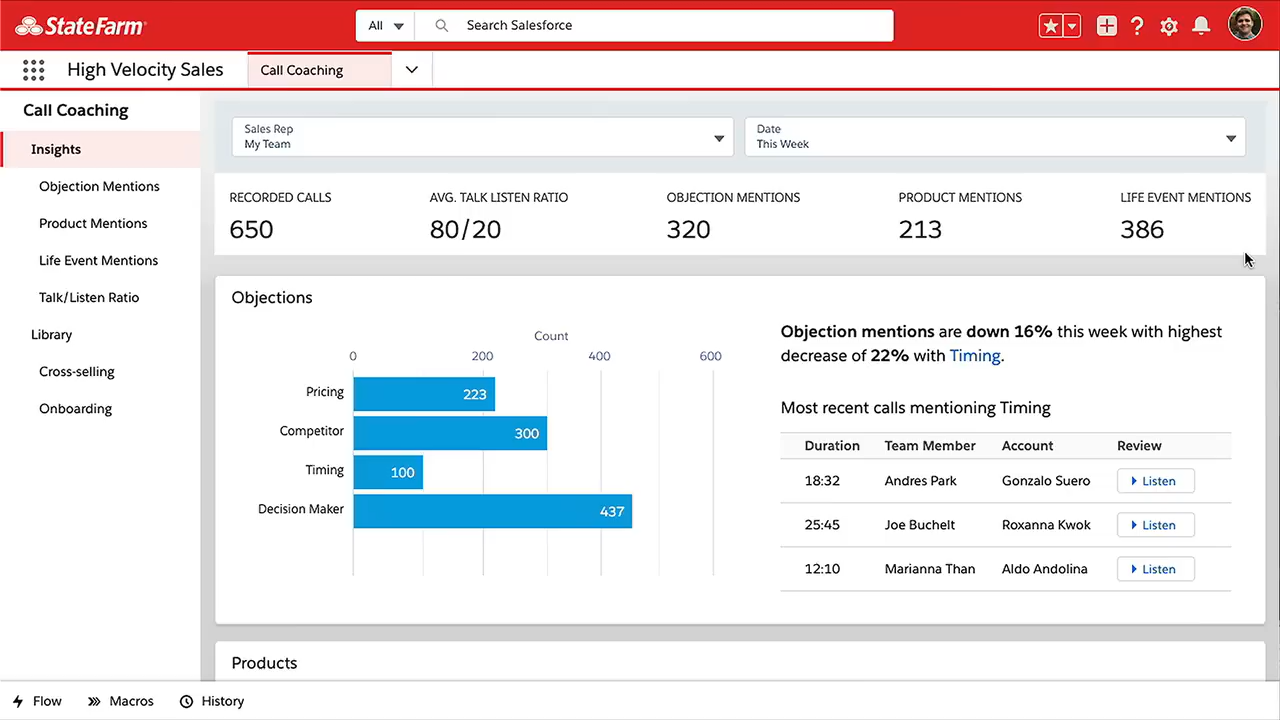 StateFarm
All
Search Salesforce
High Velocity Sales
Call Coaching
Call Coaching
Insights
Objection Mentions
Product Mentions
Life Event Mentions
Talk/Listen Ratio
Library
Cross-selling
Onboarding
Sales Rep
My Team
Date
This Week
RECORDED CALLS
650
AVG. TALK LISTEN RATIO
80/20
OBJECTION MENTIONS
320
PRODUCT MENTIONS
213
LIFE EVENT MENTIONS
386
Objections
Count
0 200 400 600
Pricing 223
Competitor 300
Timing 100
Decision Maker 437
Objection mentions are down 16% this week with highest
decrease of 22% with Timing.
Most recent calls mentioning Timing
Duration Team Member Account Review
18:32 Andres Park Gonzalo Suero Listen
25:45 Joe Buchelt Roxanna Kwok Listen
12:10 Marianna Than Aldo Andolina Listen
Products
Flow Macros History